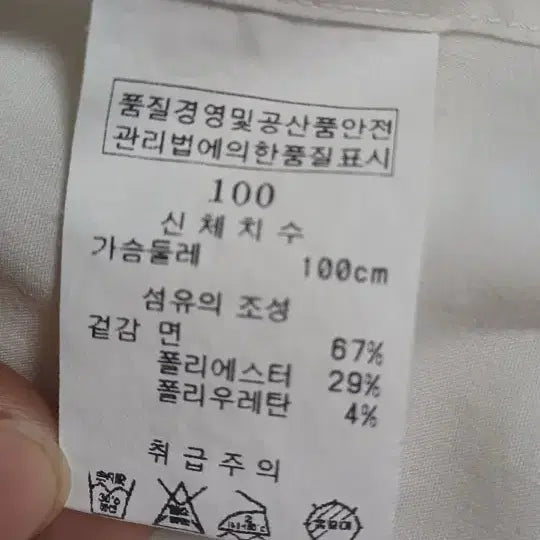 품질경영및공산품안전
관리법에의한품질표시
100
신체치수
가슴둘레 100cm
섬유의 조성
겉감 면 67%
폴리에스터 29%
폴리우레탄 4%
취급주의